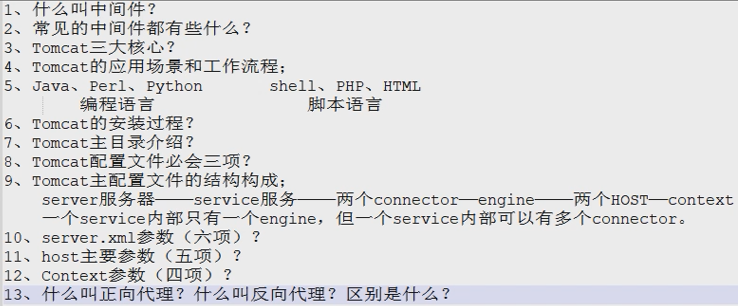 1、什么叫中间件？
2、常见的中间件都有些什么？
3、Tomcat三大核心？
4、Tomcat的应用场景和工作流程；
5、Java、Perl、Python shell、PHP、HTML
编程语言 脚本语言
6、Tomcat的安装过程？
7、Tomcat主目录介绍？
8、Tomcat配置文件必会三项？
9、Tomcat主配置文件的结构构成；
server服务器——service服务——两个connector—engine——两个HOST—context
一个service内部只有一个engine，但一个service内部可以有多个connector。
10、server.xml参数（六项）？
11、host主要参数（五项）？
12、Context参数（四项）？
13、什么叫正向代理？什么叫反向代理？区别是什么？